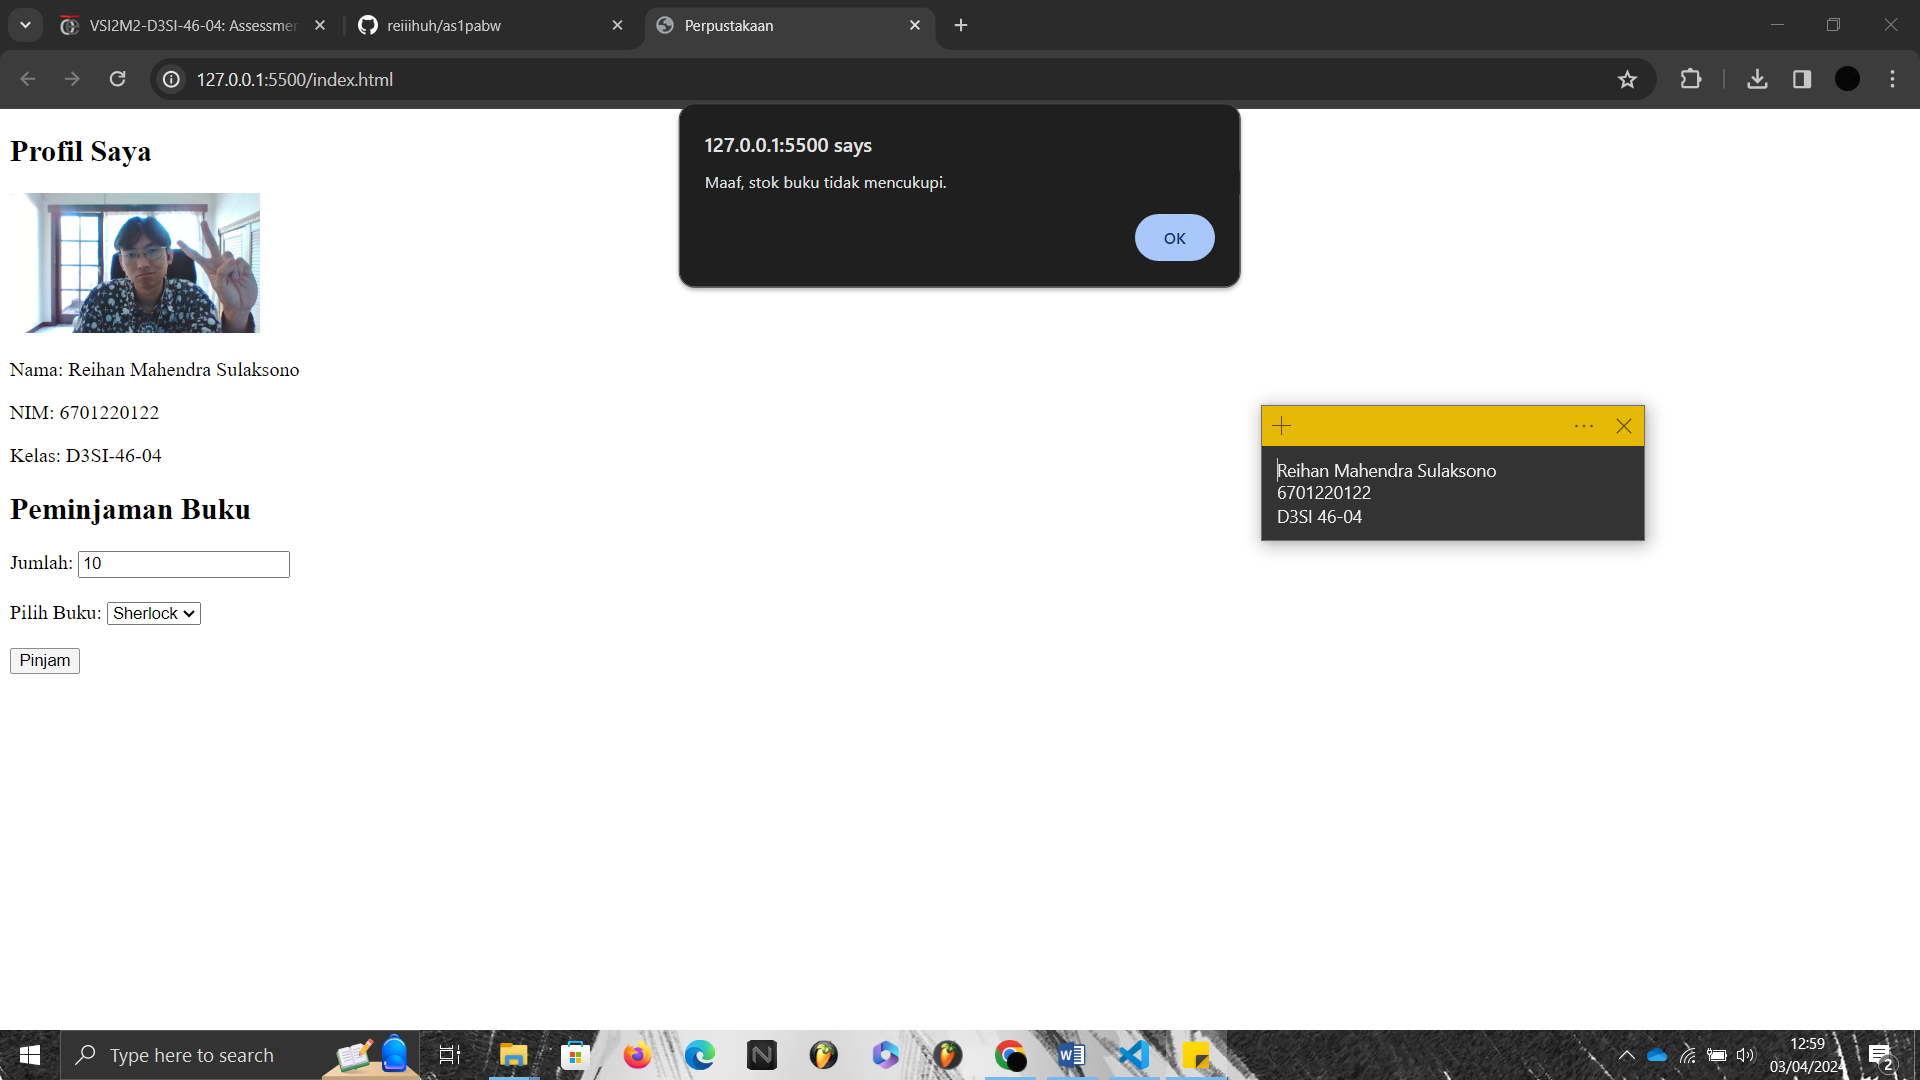 VSI2M2-D3SI-46-04: Assessmen
reiiihuh/as1pabw
Perpustakaan
127.0.0.1:5500/index.html
127.0.0.1:5500 says
Maaf, stok buku tidak mencukupi.
OK
Profil Saya
Nama: Reihan Mahendra Sulaksono
NIM: 6701220122
Kelas: D3SI-46-04
Peminjaman Buku
Jumlah: 10
Pilih Buku: Sherlock
Pinjam
Reihan Mahendra Sulaksono
6701220122
D3SI 46-04
Type here to search
12:59
03/04/2024
2